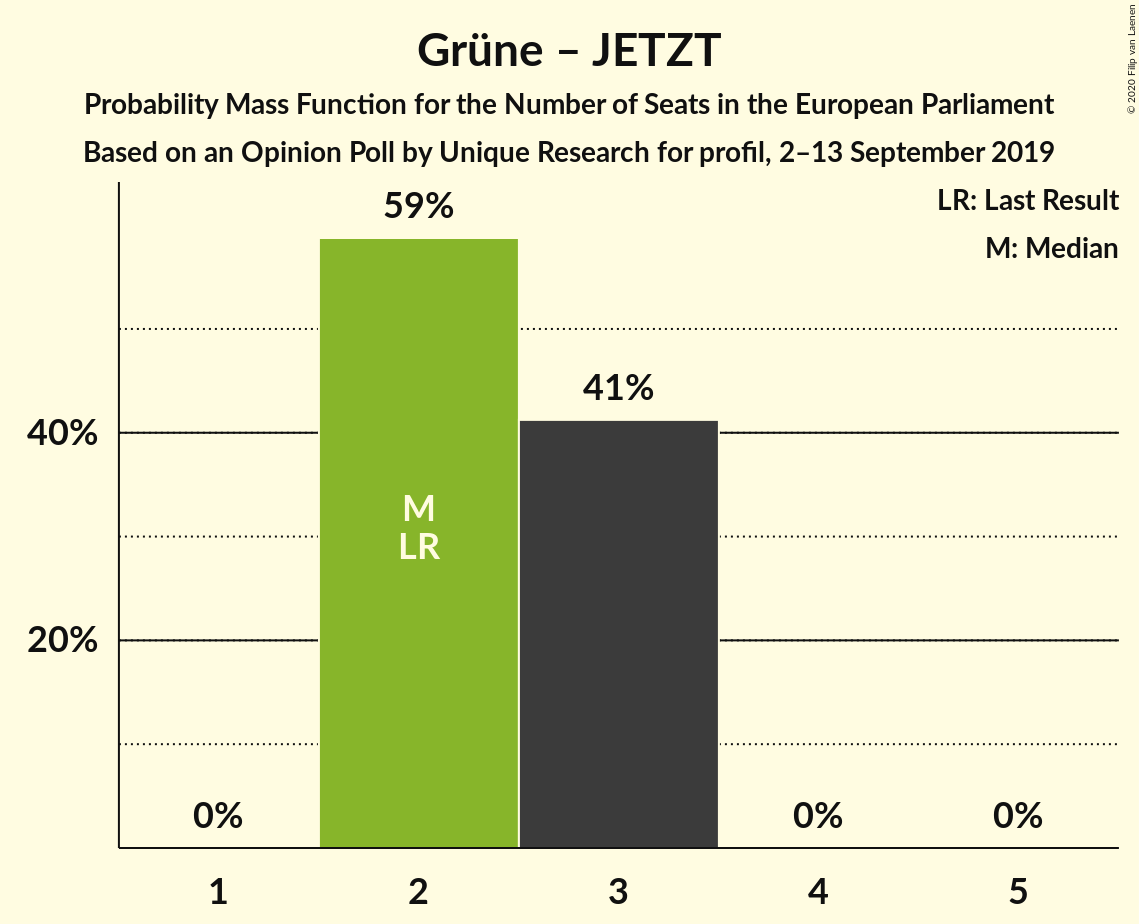 Grüne – JETZT
Probability Mass Function for the Number of Seats in the European Parliament
Based on an Opinion Poll by Unique Research for profil, 2–13 September 2019
© 2020 Filip van Laenen
LR: Last Result
M: Median
59%
41%
40%
M
LR
20%
0%
0%
0%
1
2
3
4
5